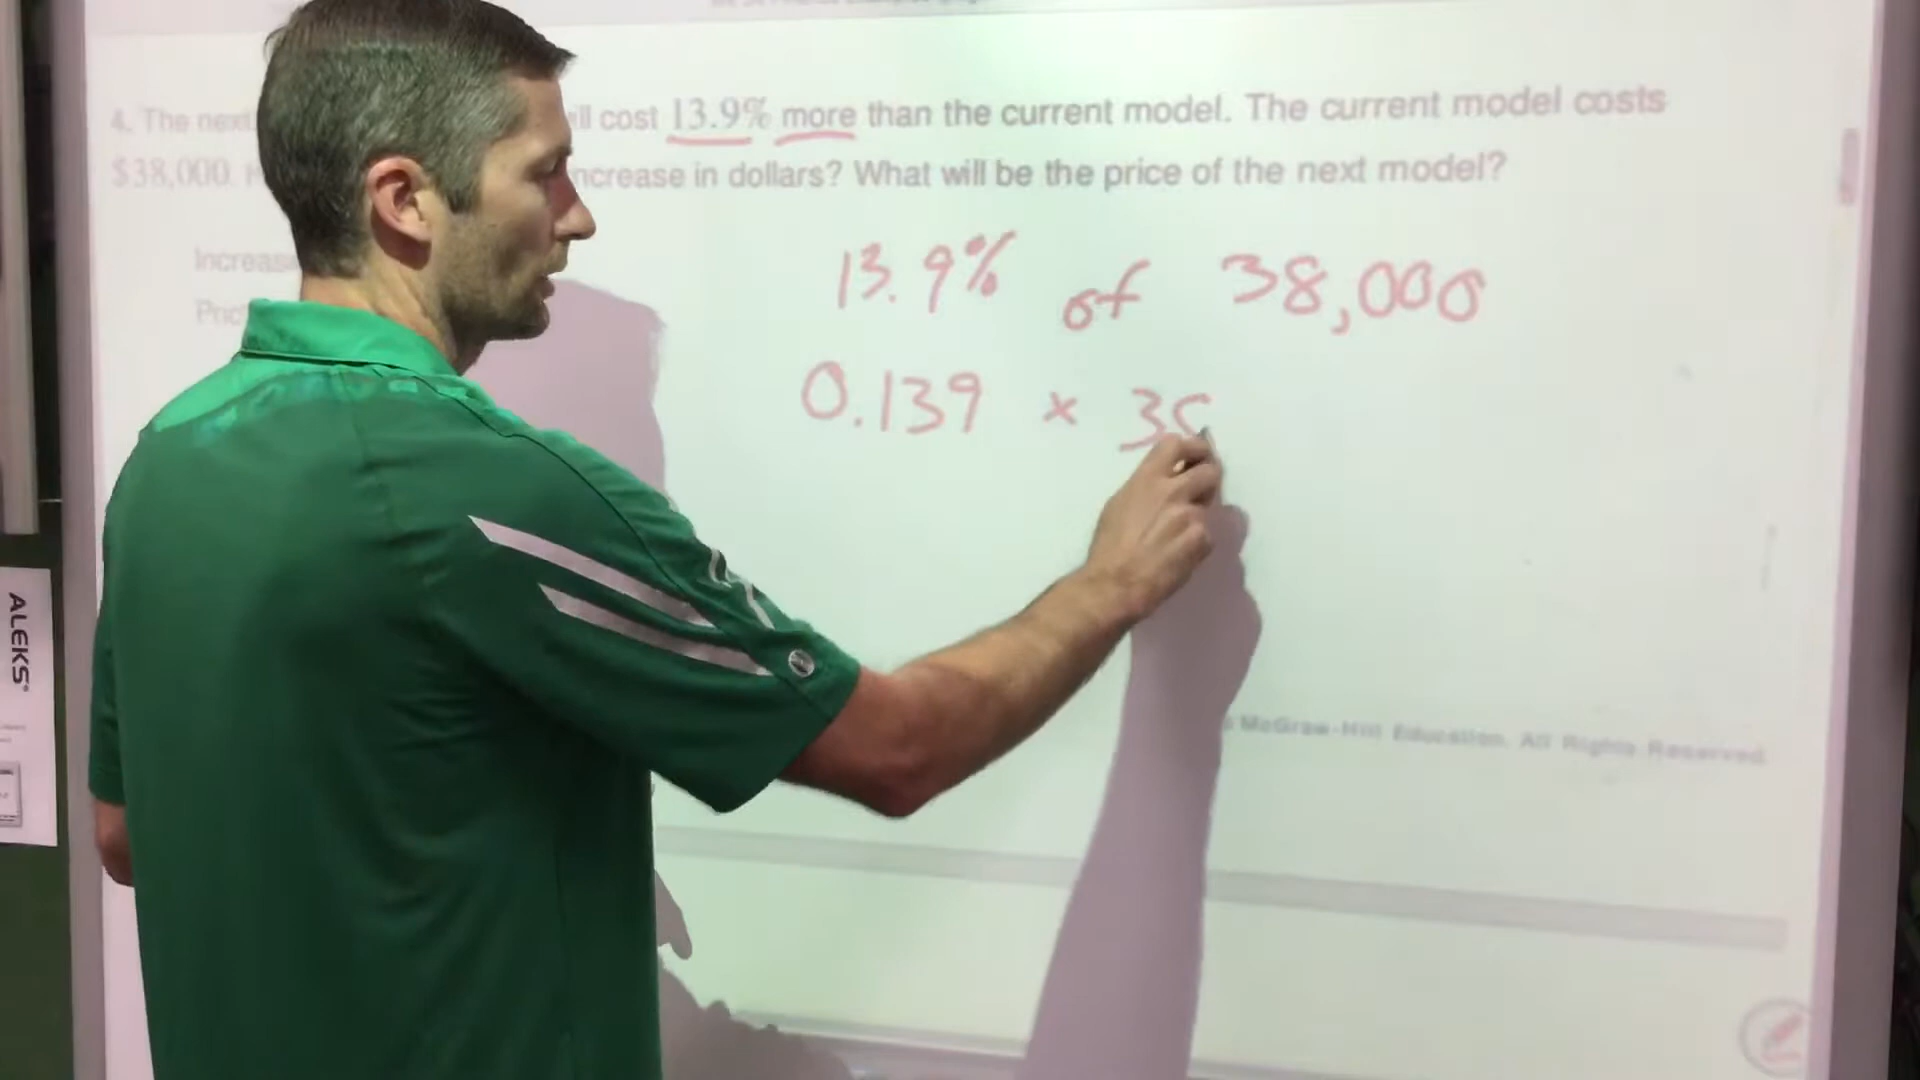 4. The next ill cost 13.9% more than the current model. The current model costs
$38,000. ncrease in dollars? What will be the price of the next model?
Increas
Pric
13.9% of 38,000
0.139 × 38
McGraw-Hill Education. All Rights Reserved.
ALEKS®